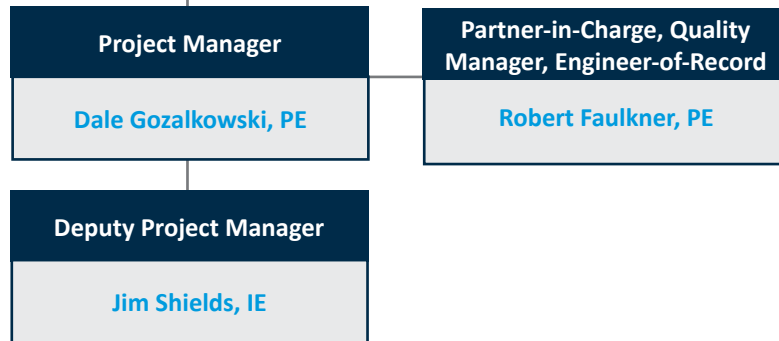 Project Manager
Dale Gozalkowski, PE
Partner-in-Charge, Quality
Manager, Engineer-of-Record
Robert Faulkner, PE
Deputy Project Manager
Jim Shields, IE